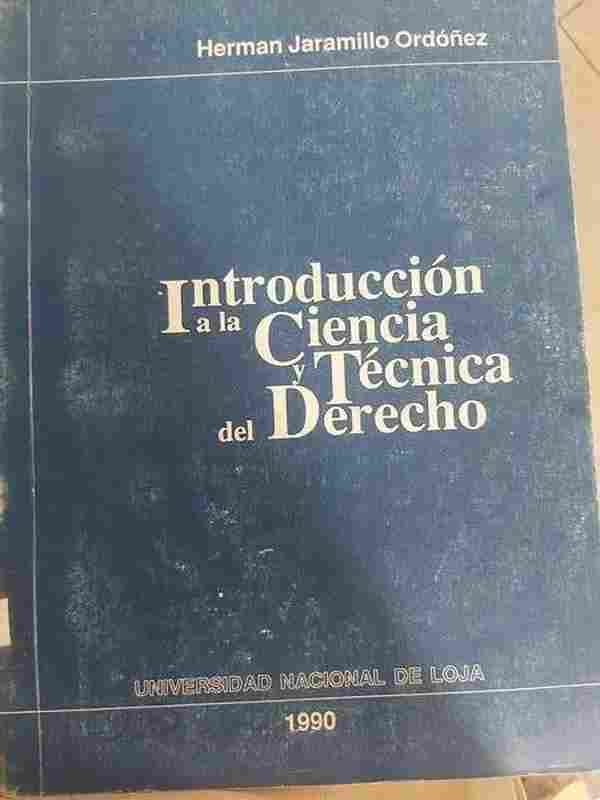 Herman Jaramillo Ordóñez
Introducción
a la Ciencia
y Técnica
del Derecho
UNIVERSIDAD NACIONAL DE LOJA
1990